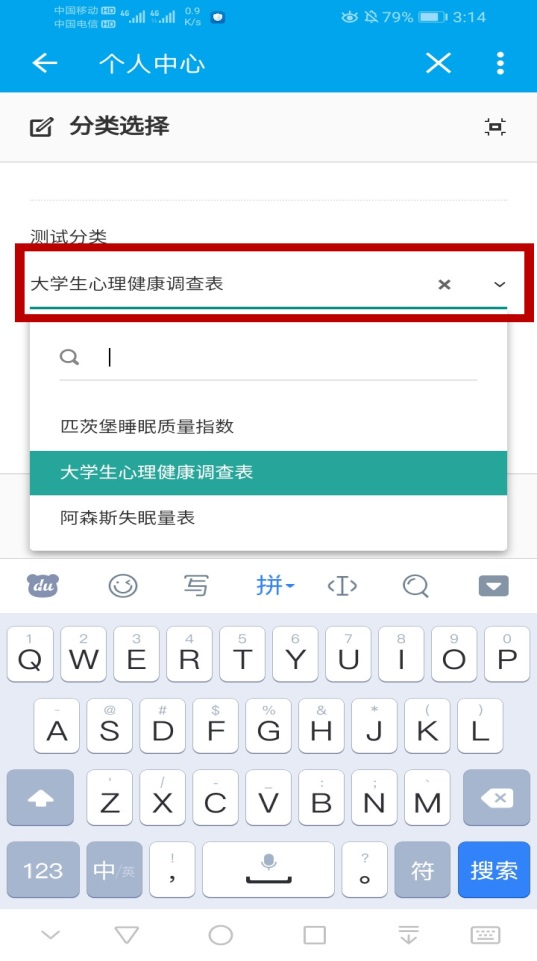 中国移动 HD 4G 4G 0.9 79% 3:14
中国电信 HD K/s
个人中心
分类选择
测试分类
大学生心理健康调查表
匹茨堡睡眠质量指数
大学生心理健康调查表
阿森斯失眠量表
du 写 拼
1 2 3 4 5 6 7 8 9 0
Q W E R T Y U I O P
~ @ # $ % & * ( )
A S D F G H J K L
' / - _ : ; 、
Z X C V B N M
! ?
123 中/英 , 。 符 搜索